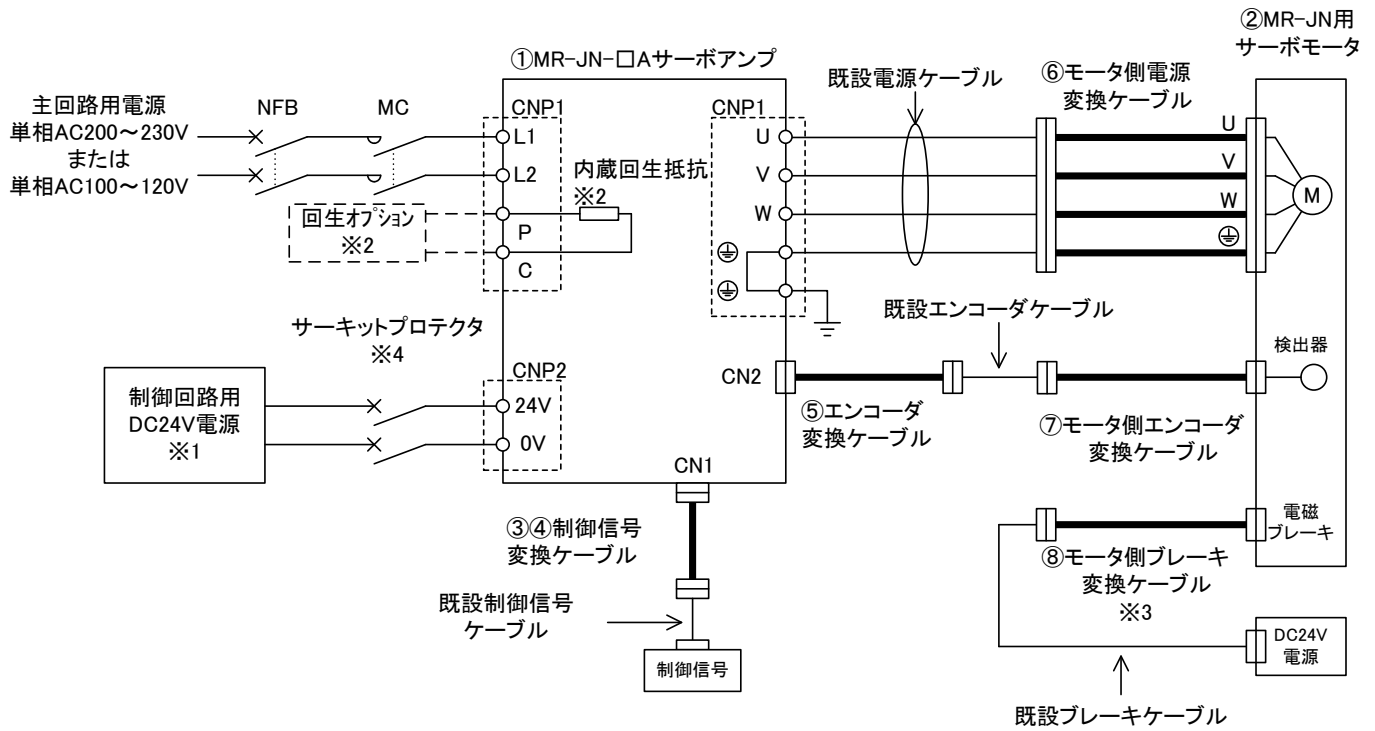 ②MR-JN用
サーボモータ
①MR-JN-□Aサーボアンプ
既設電源ケーブル
⑥モータ側電源
変換ケーブル
主回路用電源
単相AC200～230V
または
単相AC100～120V
NFB
MC
CNP1
L1
L2
P
C
内蔵回生抵抗
※2
回生オプション
※2
CNP1
U
V
W
U
V
W
M
既設エンコーダケーブル
サーキットプロテクタ
※4
制御回路用
DC24V電源
※1
CNP2
24V
0V
CN2
⑤エンコーダ
変換ケーブル
⑦モータ側エンコーダ
変換ケーブル
検出器
CN1
③④制御信号
変換ケーブル
電磁
ブレーキ
⑧モータ側ブレーキ
変換ケーブル
※3
既設制御信号
ケーブル
制御信号
DC24V
電源
既設ブレーキケーブル